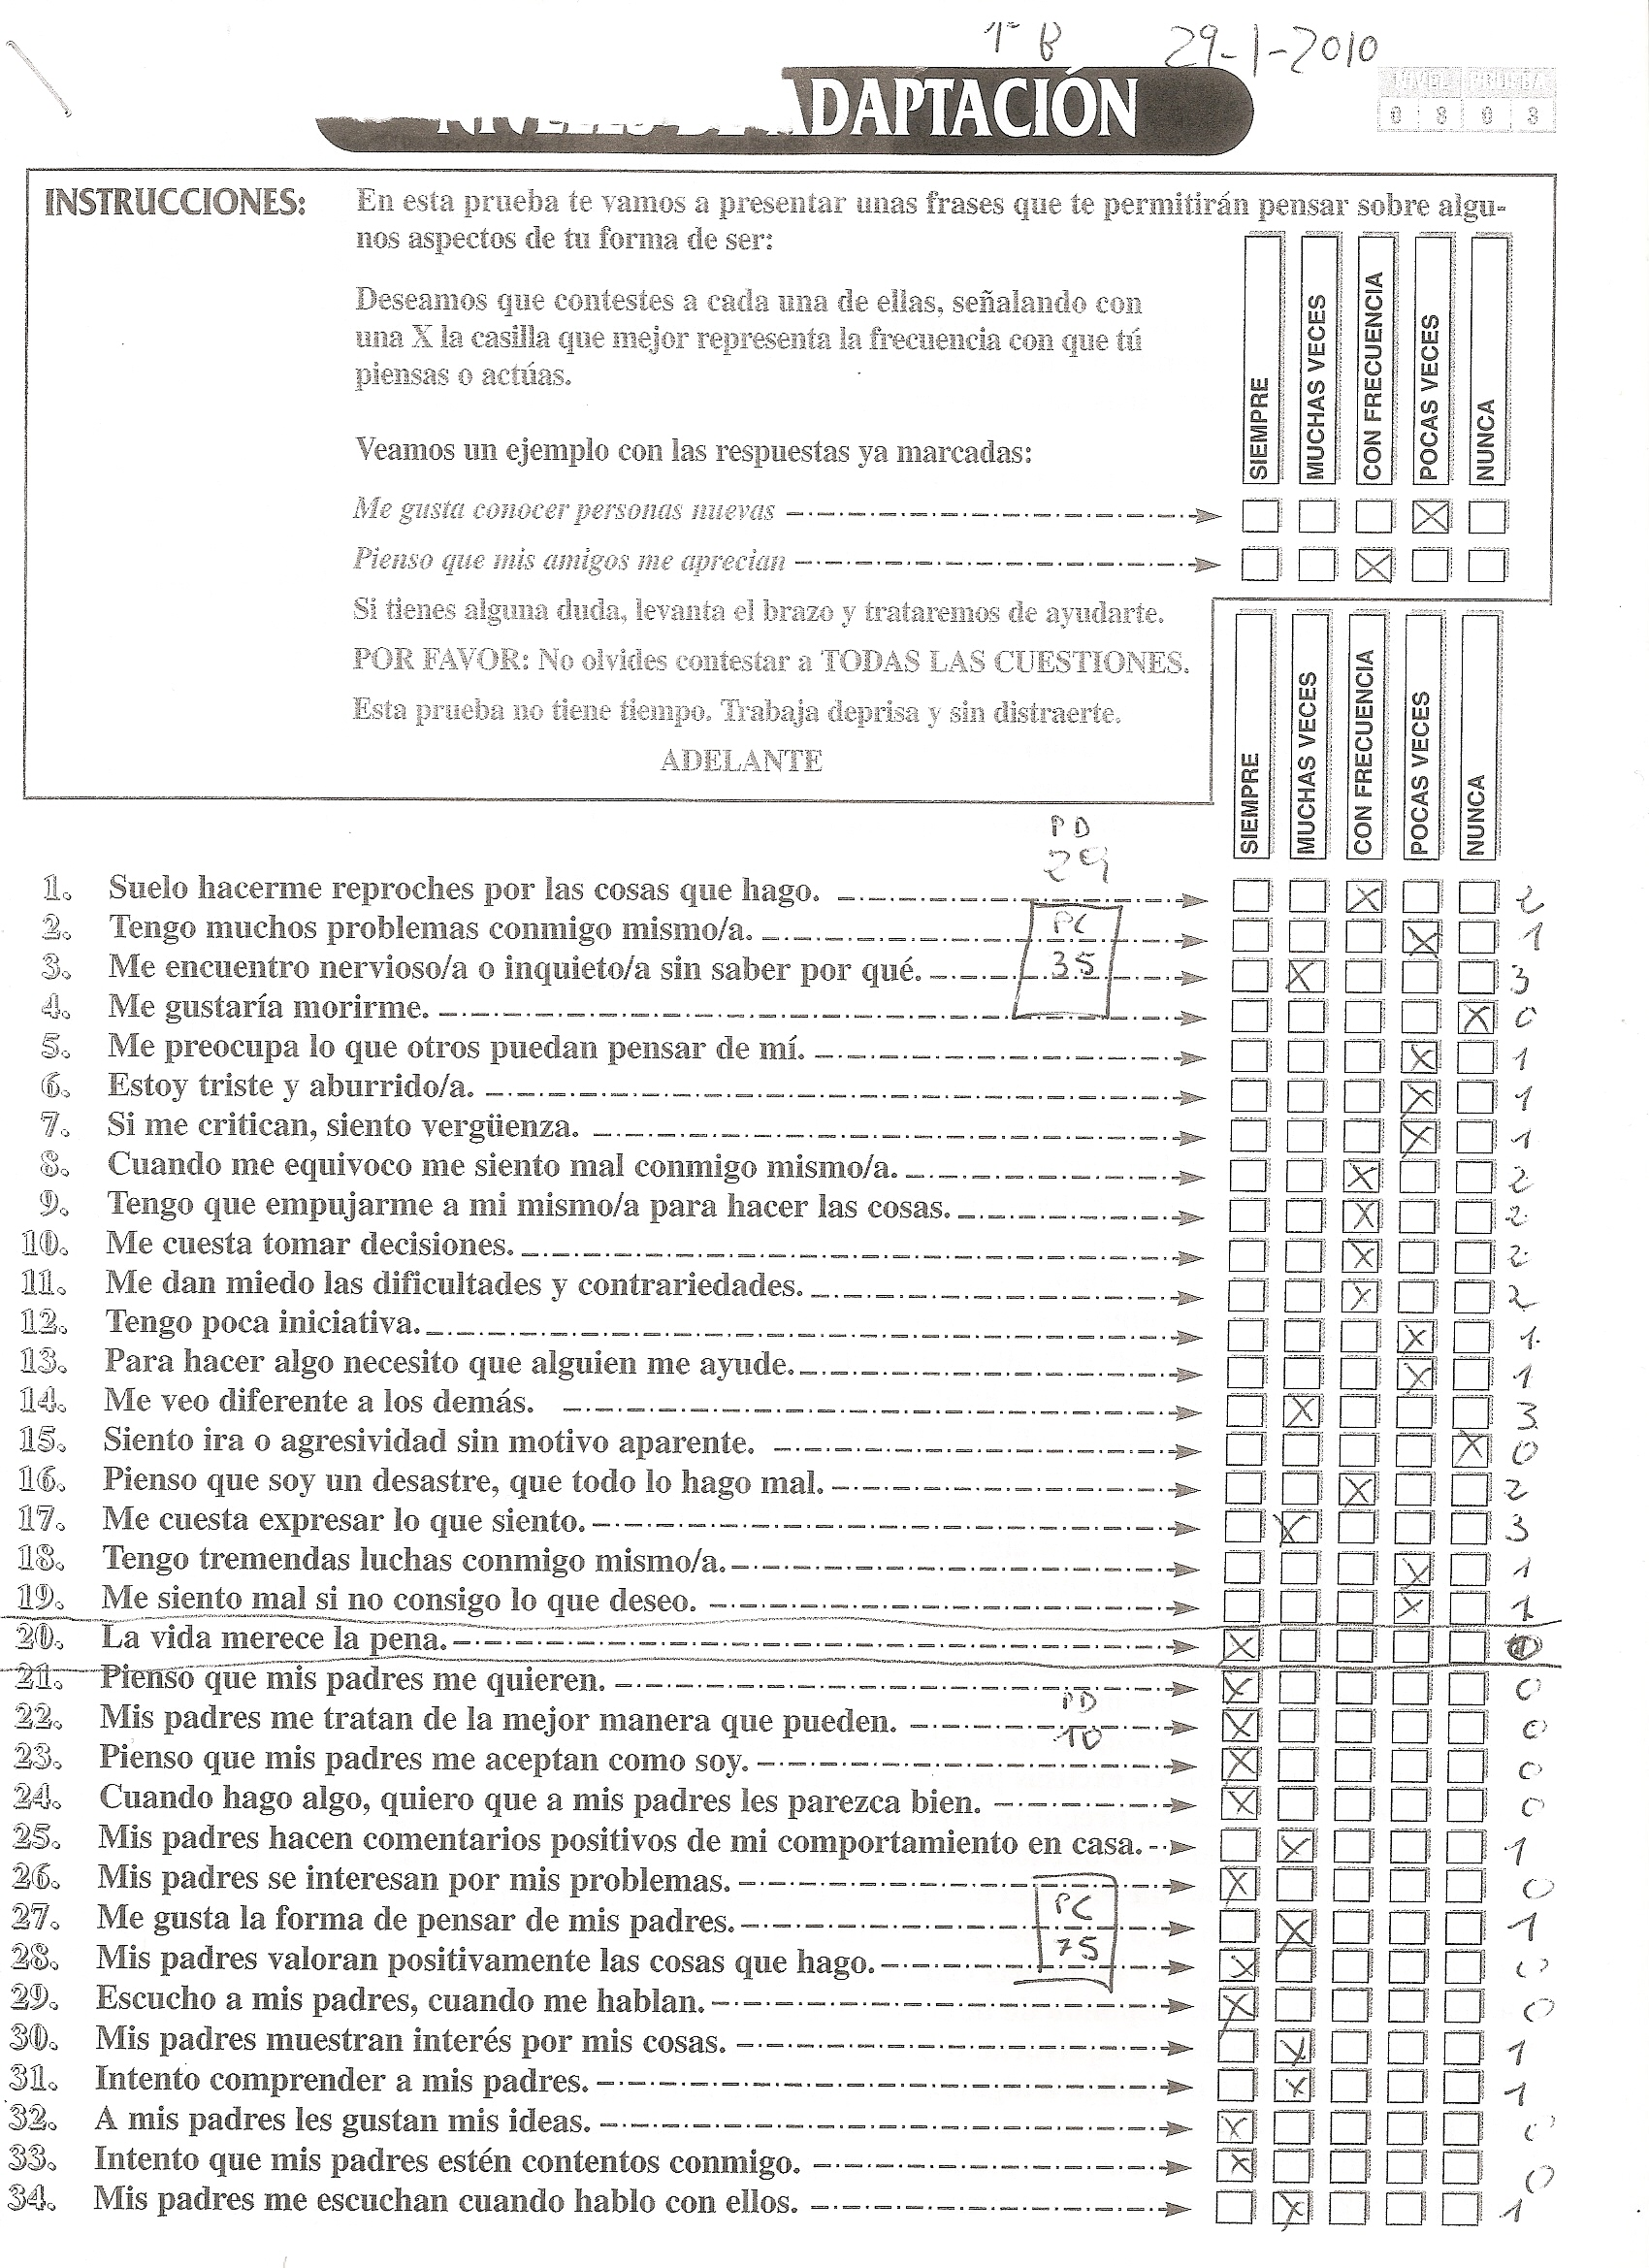 1º B 29-1-2010
NIVELES DE ADAPTACIÓN
NIVEL PRUEBA
0 8 0 3
INSTRUCCIONES:
En esta prueba te vamos a presentar unas frases que te permitirán pensar sobre algu-
nos aspectos de tu forma de ser:
Deseamos que contestes a cada una de ellas, señalando con
una X la casilla que mejor representa la frecuencia con que tú
piensas o actúas.
Veamos un ejemplo con las respuestas ya marcadas:
SIEMPRE
MUCHAS VECES
CON FRECUENCIA
POCAS VECES
NUNCA
Me gusta conocer personas nuevas
Pienso que mis amigos me aprecian
Si tienes alguna duda, levanta el brazo y trataremos de ayudarte.
POR FAVOR: No olvides contestar a TODAS LAS CUESTIONES.
Esta prueba no tiene tiempo. Trabaja deprisa y sin distraerte.
ADELANTE
SIEMPRE
MUCHAS VECES
CON FRECUENCIA
POCAS VECES
NUNCA
PD
29
1. Suelo hacerme reproches por las cosas que hago. 2
2. Tengo muchos problemas conmigo mismo/a. PC 1
3. Me encuentro nervioso/a o inquieto/a sin saber por qué. 35 3
4. Me gustaría morirme. 0
5. Me preocupa lo que otros puedan pensar de mí. 1
6. Estoy triste y aburrido/a. 1
7. Si me critican, siento vergüenza. 1
8. Cuando me equivoco me siento mal conmigo mismo/a. 2
9. Tengo que empujarme a mi mismo/a para hacer las cosas. 2
10. Me cuesta tomar decisiones. 2
11. Me dan miedo las dificultades y contrariedades. 2
12. Tengo poca iniciativa. 1
13. Para hacer algo necesito que alguien me ayude. 1
14. Me veo diferente a los demás. 3
15. Siento ira o agresividad sin motivo aparente. 0
16. Pienso que soy un desastre, que todo lo hago mal. 2
17. Me cuesta expresar lo que siento. 3
18. Tengo tremendas luchas conmigo mismo/a. 1
19. Me siento mal si no consigo lo que deseo. 1
20. La vida merece la pena.
21. Pienso que mis padres me quieren. 0
22. Mis padres me tratan de la mejor manera que pueden. PD 10 0
23. Pienso que mis padres me aceptan como soy. 0
24. Cuando hago algo, quiero que a mis padres les parezca bien. 0
25. Mis padres hacen comentarios positivos de mi comportamiento en casa. 1
26. Mis padres se interesan por mis problemas. 0
27. Me gusta la forma de pensar de mis padres. PC 1
28. Mis padres valoran positivamente las cosas que hago. 75 0
29. Escucho a mis padres, cuando me hablan. 0
30. Mis padres muestran interés por mis cosas. 1
31. Intento comprender a mis padres. 1
32. A mis padres les gustan mis ideas. 0
33. Intento que mis padres estén contentos conmigo. 0
34. Mis padres me escuchan cuando hablo con ellos. 1